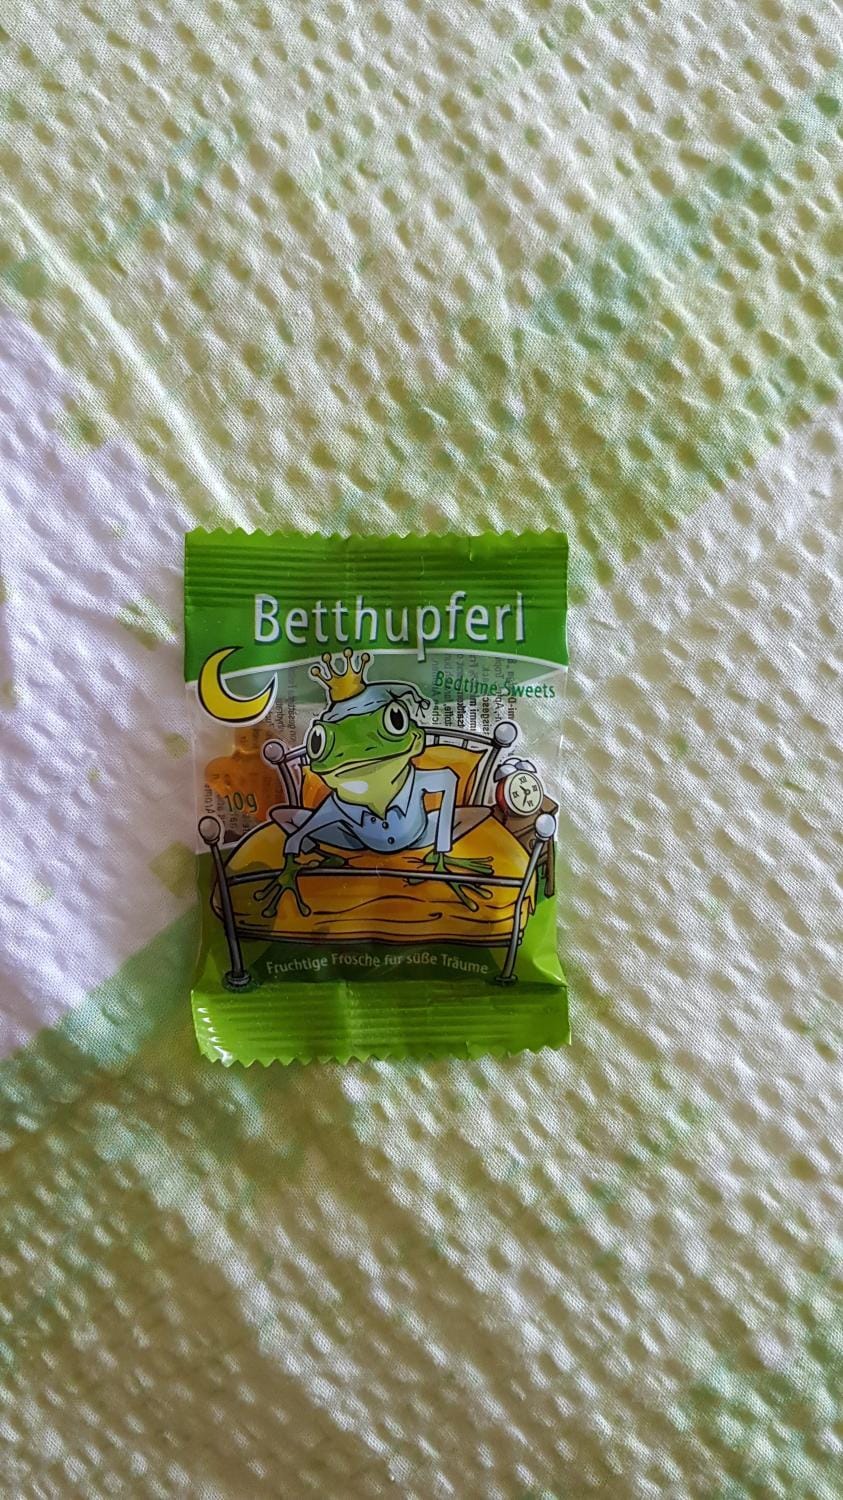 Betthupferl
Bedtime Sweets
10g
Fruchtige Frösche für süße Träume